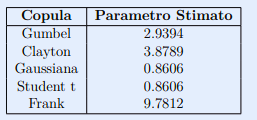 Copula Parametro Stimato
Gumbel 2.9394
Clayton 3.8789
Gaussiana 0.8606
Student t 0.8606
Frank 9.7812